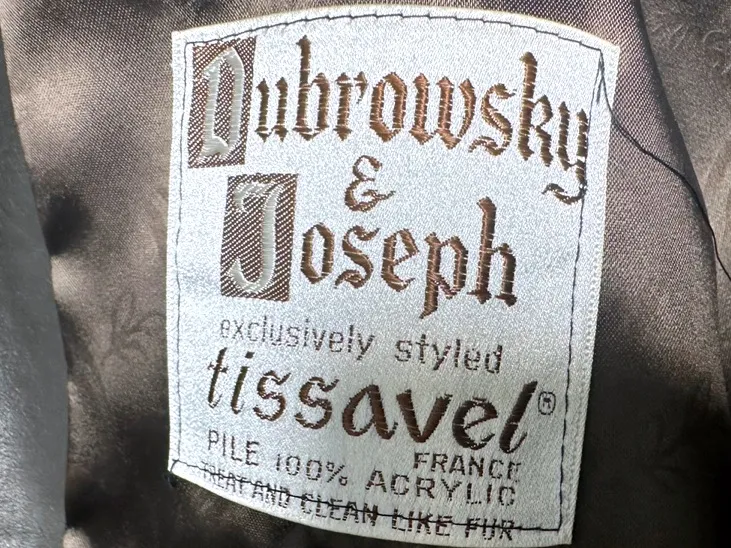 Dubrowsky
&
Joseph
exclusively styled
tissavel®
FRANCE
PILE 100% ACRYLIC
TREAT AND CLEAN LIKE FUR